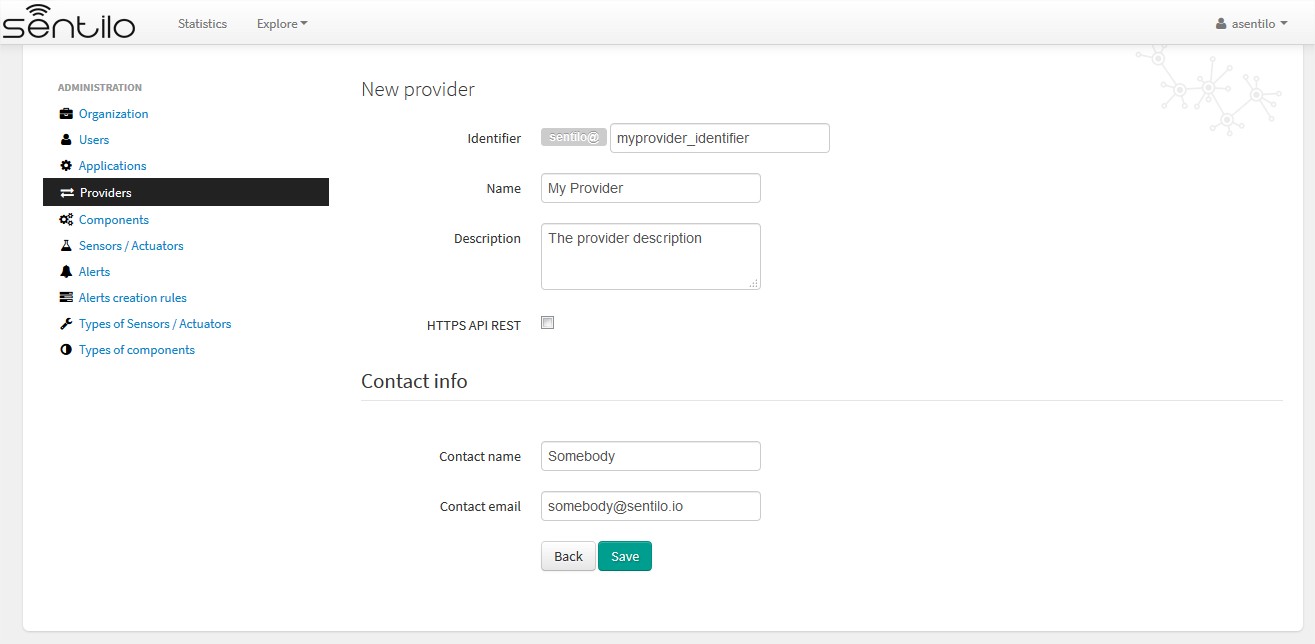 sentilo
Statistics
Explore
asentilo
ADMINISTRATION
Organization
Users
Applications
Providers
Components
Sensors / Actuators
Alerts
Alerts creation rules
Types of Sensors / Actuators
Types of components
New provider
Identifier sentilo@ myprovider_identifier
Name My Provider
Description The provider description
HTTPS API REST
Contact info
Contact name Somebody
Contact email somebody@sentilo.io
Back Save